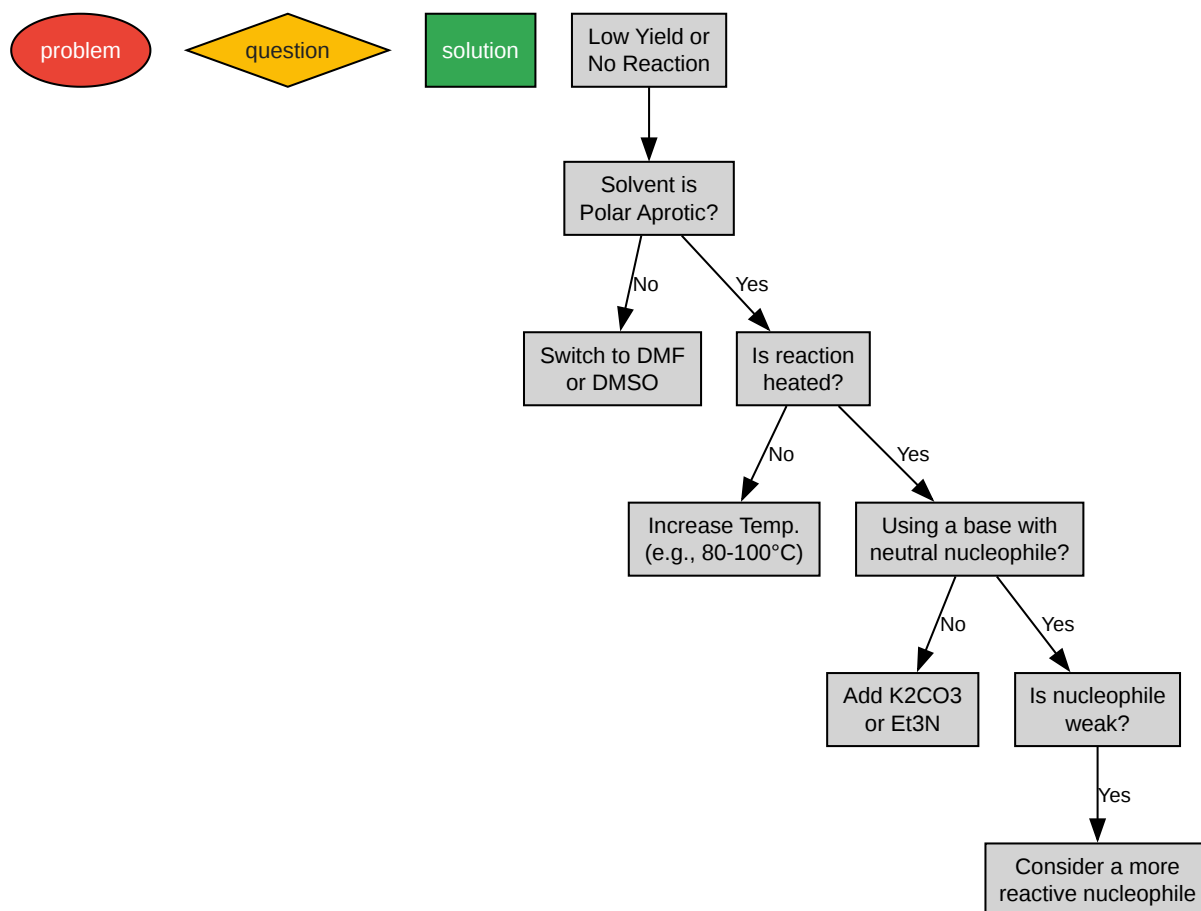 problem
question
solution
Low Yield or
No Reaction
Solvent is
Polar Aprotic?
No
Yes
Switch to DMF
or DMSO
Is reaction
heated?
No
Yes
Increase Temp.
(e.g., 80-100°C)
Using a base with
neutral nucleophile?
No
Yes
Add K2CO3
or Et3N
Is nucleophile
weak?
Yes
Consider a more
reactive nucleophile